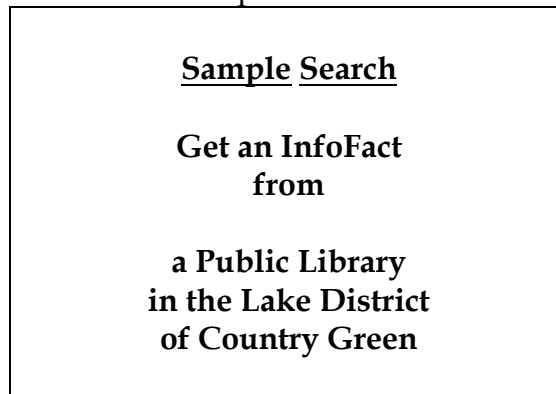 Sample Search
Get an InfoFact
from
a Public Library
in the Lake District
of Country Green